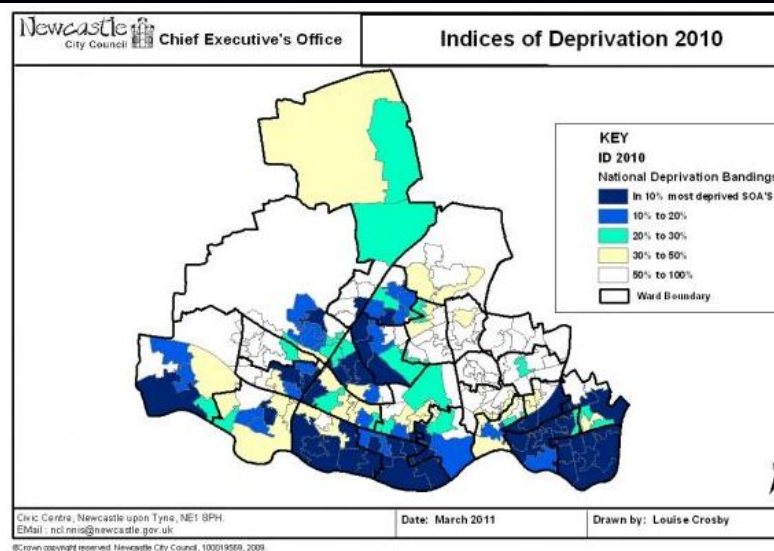 Newcastle
City Council
Chief Executive's Office
Indices of Deprivation 2010
KEY
ID 2010
National Deprivation Bandings
In 10% most deprived SOA'S
10% to 20%
20% to 30%
30% to 50%
50% to 100%
Ward Boundary
Civic Centre, Newcastle upon Tyne, NE1 8PH.
EMail : ncl.nnis@newcastle.gov.uk
Date: March 2011
Drawn by: Louise Crosby
©Crown copyright reserved. Newcastle City Council, 100019569, 2009.